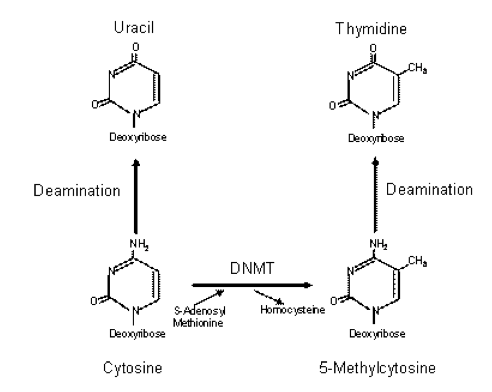 Uracil
Thymidine
O
O
N
N
CH₃
O
N
O
N
Deoxyribose
Deoxyribose
Deamination
Deamination
NH₂
NH₂
DNMT
CH₃
N
N
O
N
O
N
S-Adenosyl
Methionine
Homocysteine
Deoxyribose
Deoxyribose
Cytosine
5-Methylcytosine